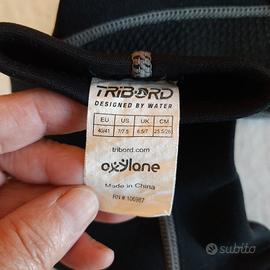 TRIBORD
DESIGNED BY WATER
EU US UK CM
40/41 7/7.5 6.5/7 25.5/26
tribord.com
oxylane
Made in China
RN # 106987
subito